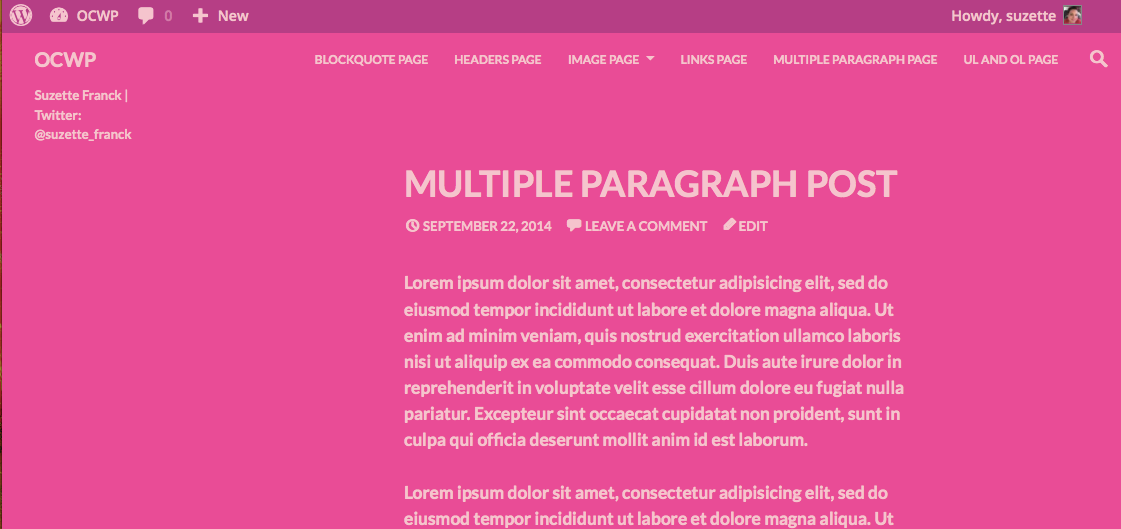 OCWP 0 New Howdy, suzette
OCWP BLOCKQUOTE PAGE HEADERS PAGE IMAGE PAGE LINKS PAGE MULTIPLE PARAGRAPH PAGE UL AND OL PAGE
Suzette Franck |
Twitter:
@suzette_franck
MULTIPLE PARAGRAPH POST
SEPTEMBER 22, 2014 LEAVE A COMMENT EDIT
Lorem ipsum dolor sit amet, consectetur adipisicing elit, sed do
eiusmod tempor incididunt ut labore et dolore magna aliqua. Ut
enim ad minim veniam, quis nostrud exercitation ullamco laboris
nisi ut aliquip ex ea commodo consequat. Duis aute irure dolor in
reprehenderit in voluptate velit esse cillum dolore eu fugiat nulla
pariatur. Excepteur sint occaecat cupidatat non proident, sunt in
culpa qui officia deserunt mollit anim id est laborum.
Lorem ipsum dolor sit amet, consectetur adipisicing elit, sed do
eiusmod tempor incididunt ut labore et dolore magna aliqua. Ut